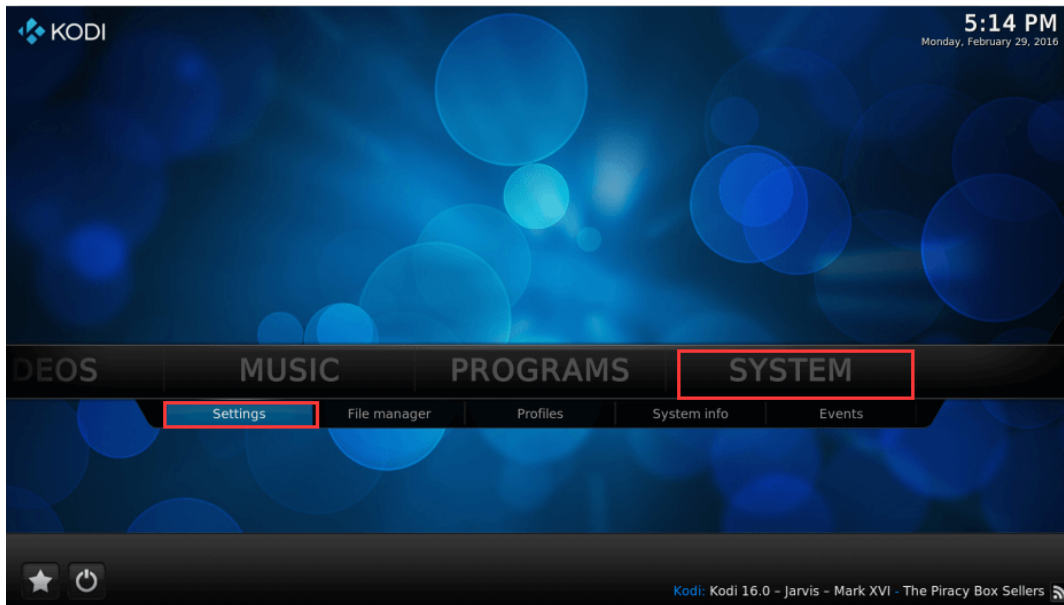 KODI
5:14 PM
Monday, February 29, 2016
DEOS MUSIC PROGRAMS SYSTEM
Settings File manager Profiles System info Events
Kodi: Kodi 16.0 – Jarvis – Mark XVI - The Piracy Box Sellers